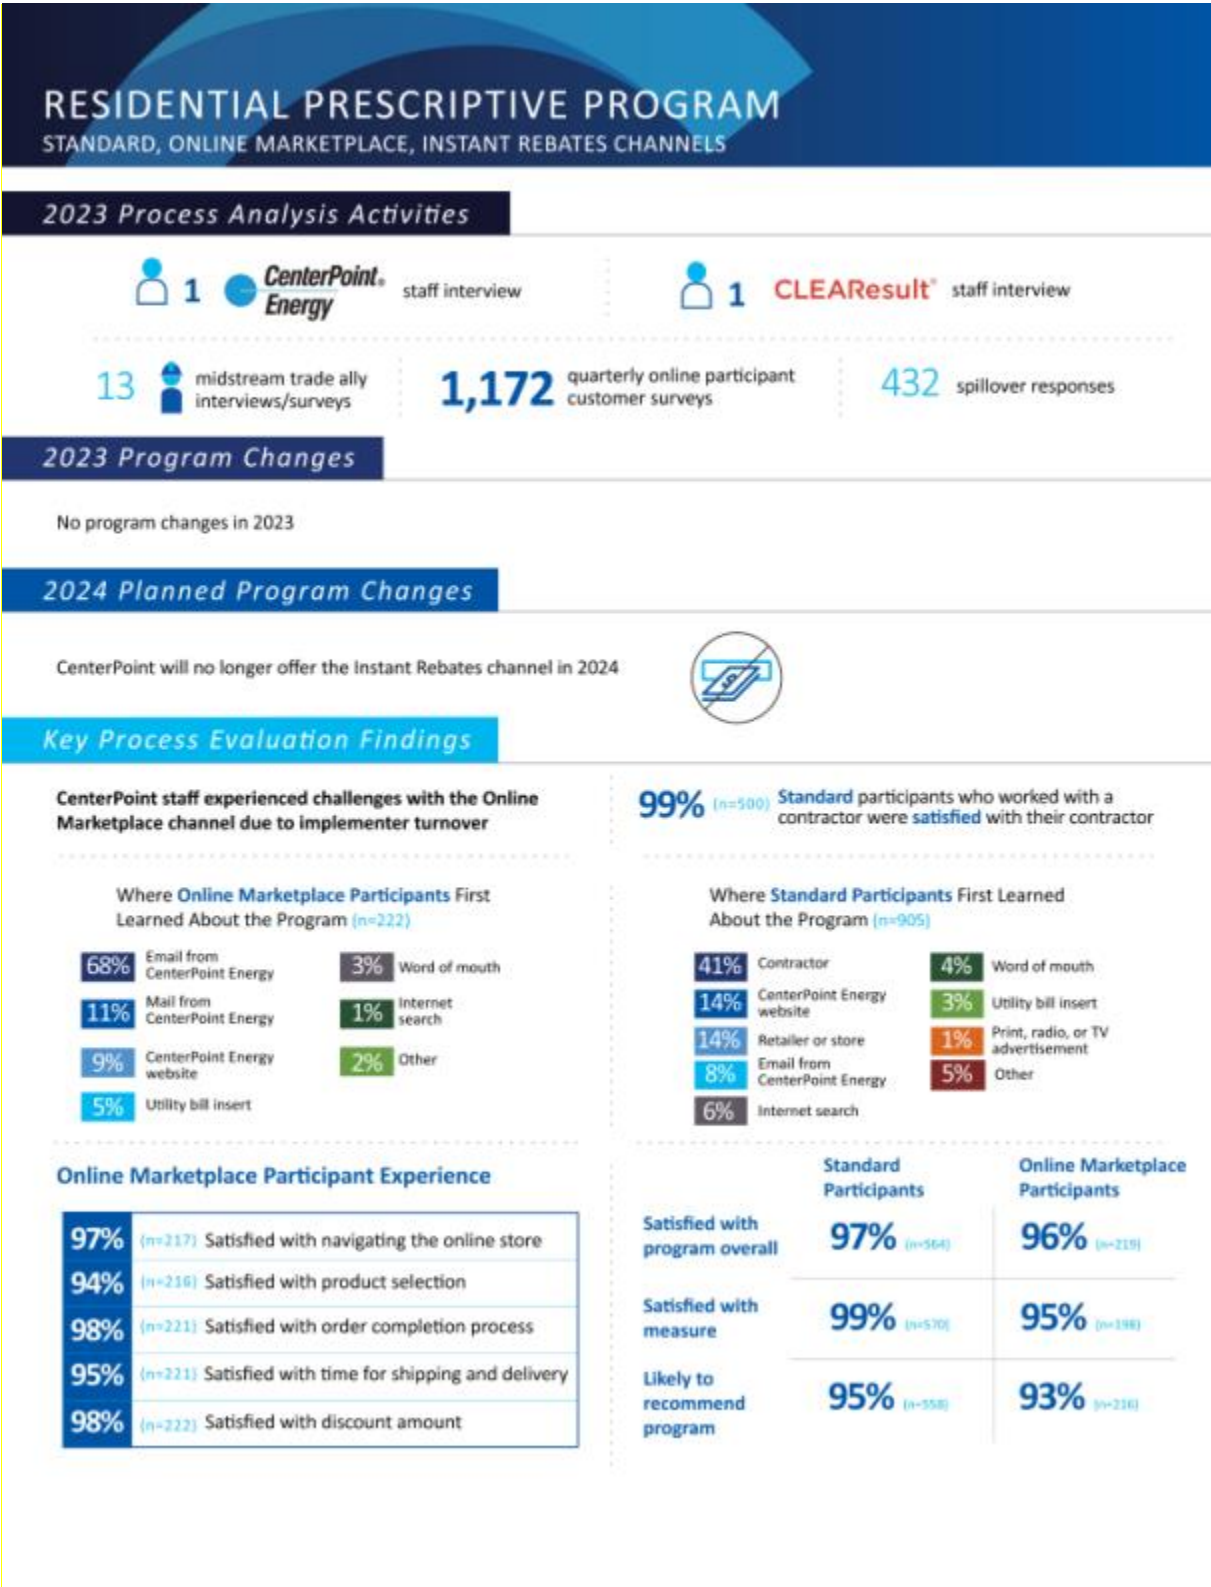 RESIDENTIAL PRESCRIPTIVE PROGRAM
STANDARD, ONLINE MARKETPLACE, INSTANT REBATES CHANNELS
2023 Process Analysis Activities
1 CenterPoint® Energy staff interview
1 CLEAResult® staff interview
13 midstream trade ally
interviews/surveys
1,172 quarterly online participant
customer surveys
432 spillover responses
2023 Program Changes
No program changes in 2023
2024 Planned Program Changes
CenterPoint will no longer offer the Instant Rebates channel in 2024
Key Process Evaluation Findings
CenterPoint staff experienced challenges with the Online
Marketplace channel due to implementer turnover
99% (n=500) Standard participants who worked with a
contractor were satisfied with their contractor
Where Online Marketplace Participants First
Learned About the Program (n=222)
68% Email from
CenterPoint Energy
11% Mail from
CenterPoint Energy
9% CenterPoint Energy
website
5% Utility bill insert
3% Word of mouth
1% Internet
search
2% Other
Where Standard Participants First Learned
About the Program (n=905)
41% Contractor
14% CenterPoint Energy
website
14% Retailer or store
8% Email from
CenterPoint Energy
6% Internet search
4% Word of mouth
3% Utility bill insert
1% Print, radio, or TV
advertisement
5% Other
Online Marketplace Participant Experience
97% (n=217) Satisfied with navigating the online store
94% (n=216) Satisfied with product selection
98% (n=221) Satisfied with order completion process
95% (n=221) Satisfied with time for shipping and delivery
98% (n=222) Satisfied with discount amount
Standard
Participants
Online Marketplace
Participants
Satisfied with
program overall
97% (n=564)
96% (n=219)
Satisfied with
measure
99% (n=570)
95% (n=198)
Likely to
recommend
program
95% (n=558)
93% (n=216)